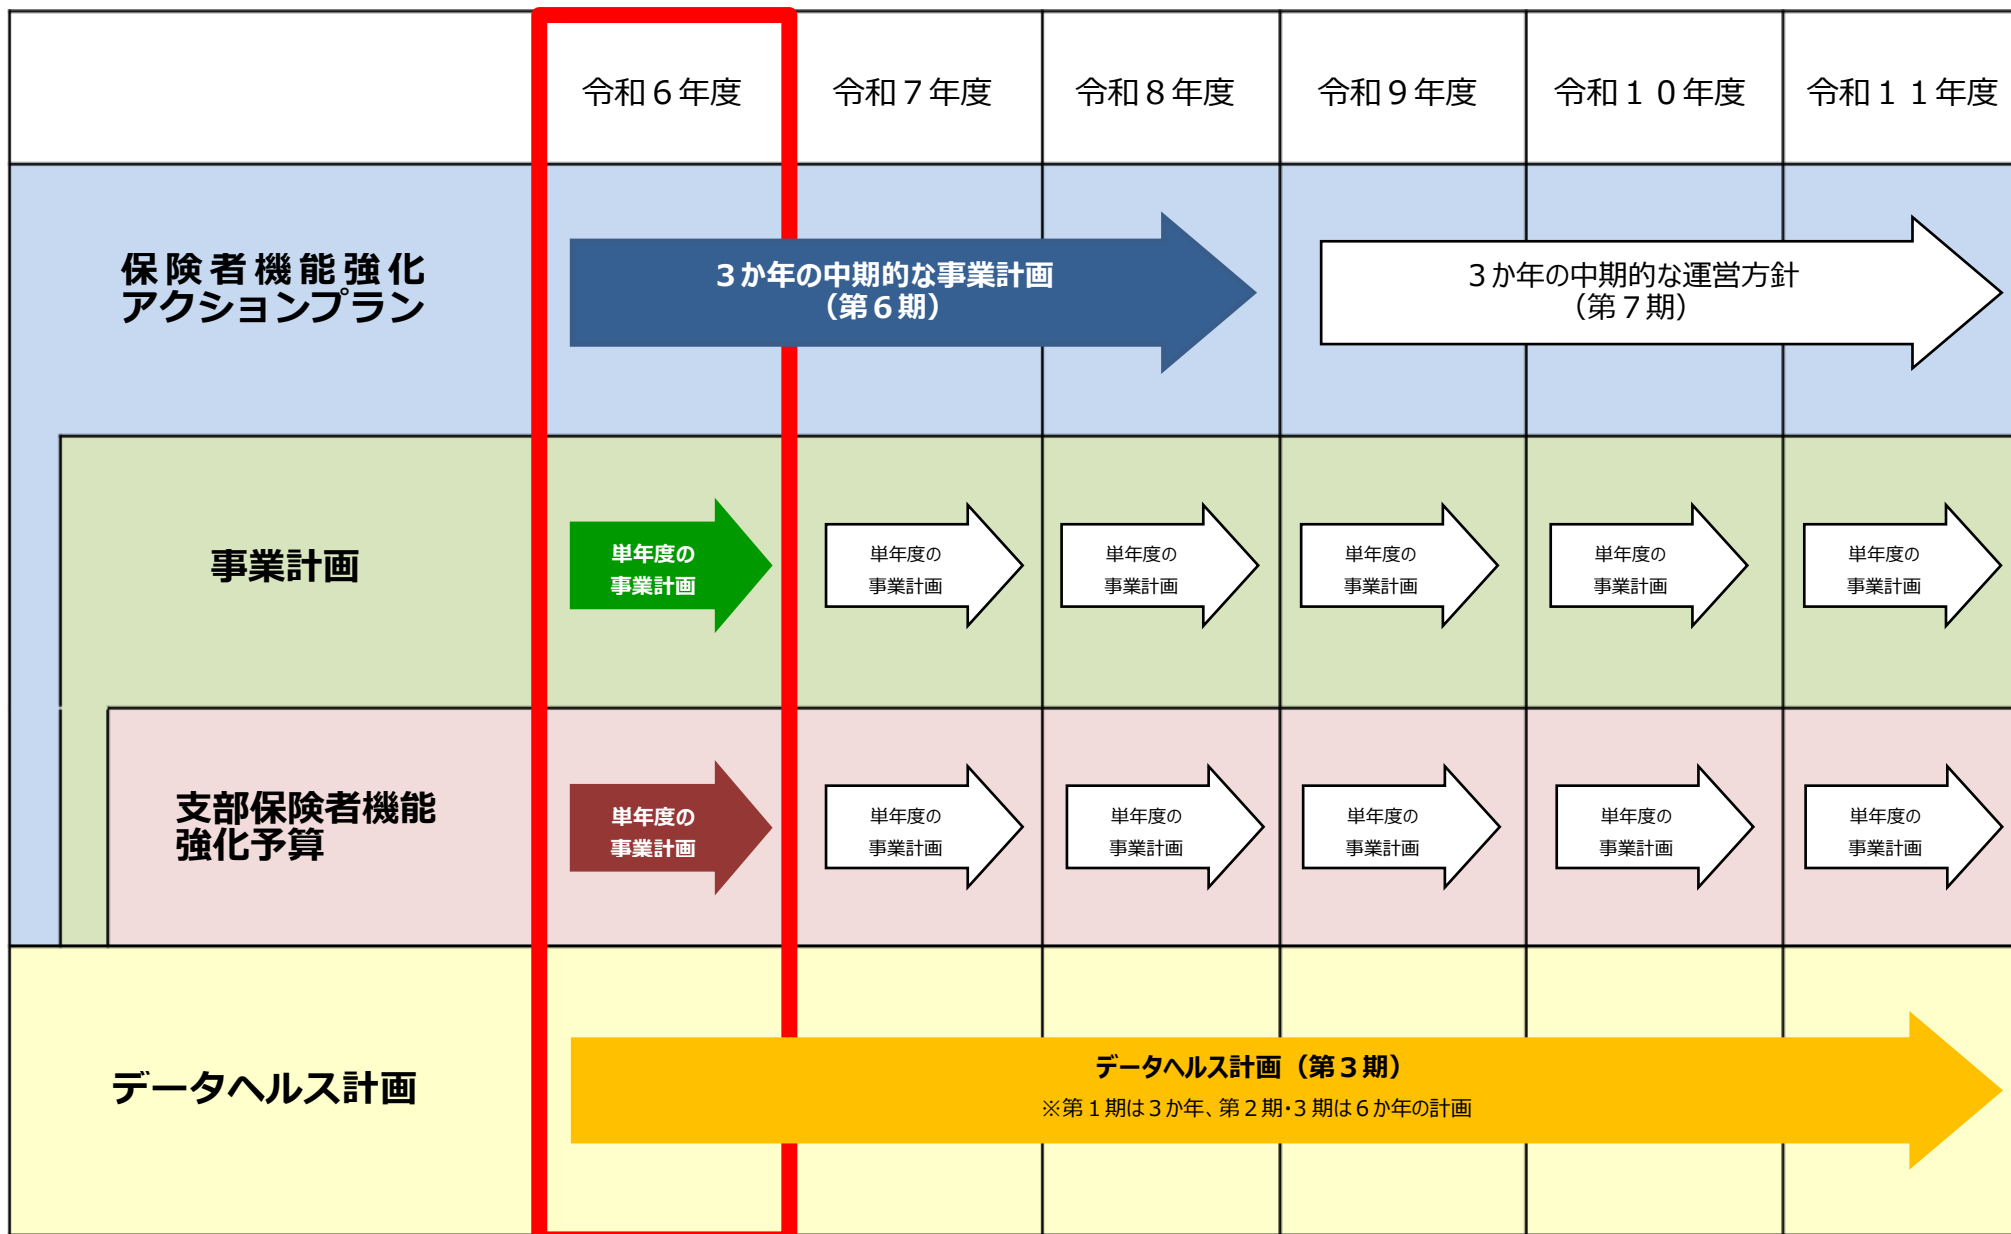 令和６年度
令和７年度
令和８年度
令和９年度
令和１０年度
令和１１年度
保険者機能強化
アクションプラン
３か年の中期的な事業計画
（第６期）
３か年の中期的な運営方針
（第７期）
事業計画
単年度の
事業計画
単年度の
事業計画
単年度の
事業計画
単年度の
事業計画
単年度の
事業計画
単年度の
事業計画
支部保険者機能
強化予算
単年度の
事業計画
単年度の
事業計画
単年度の
事業計画
単年度の
事業計画
単年度の
事業計画
単年度の
事業計画
データヘルス計画
データヘルス計画（第３期）
※第１期は３か年、第２期・３期は６か年の計画